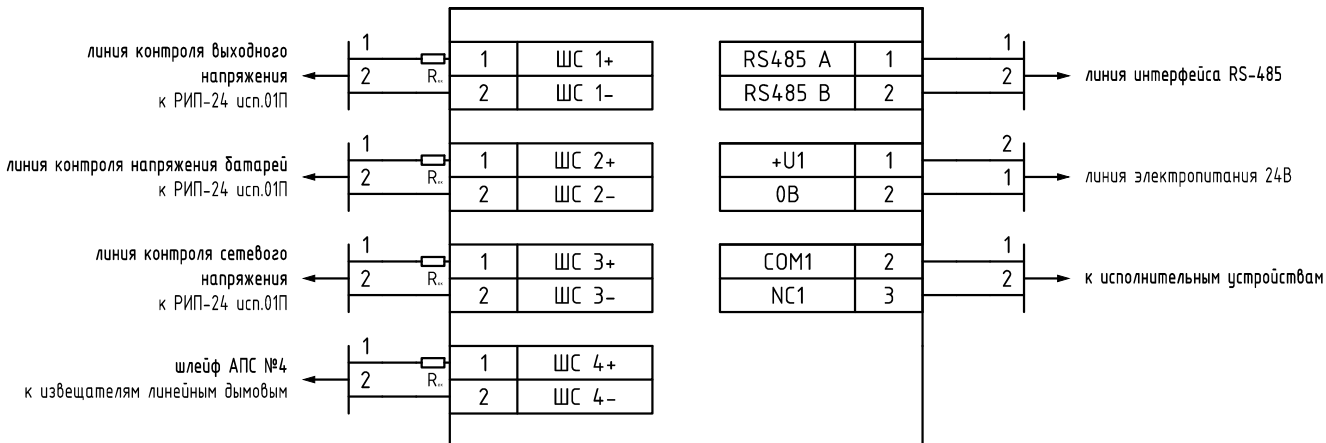 линия контроля выходного
напряжения
к РИП-24 исп.01П
1
2
R
1 ШС 1+
2 ШС 1-
RS485 A 1
RS485 B 2
1
2
линия интерфейса RS-485
линия контроля напряжения батарей
к РИП-24 исп.01П
1
2
R
1 ШС 2+
2 ШС 2-
+U1 1
0В 2
2
1
линия электропитания 24В
линия контроля сетевого
напряжения
к РИП-24 исп.01П
1
2
R
1 ШС 3+
2 ШС 3-
COM1 2
NC1 3
1
2
к исполнительным устройствам
шлейф АПС №4
к извещателям линейным дымовым
1
2
R
1 ШС 4+
2 ШС 4-